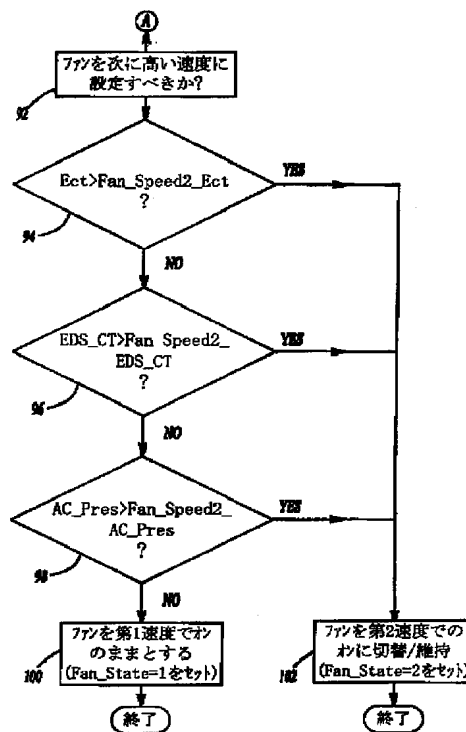 A
ファンを次に高い速度に
設定すべきか?
92
Ect>Fan_Speed2_Ect
?
YES
94
NO
EDS_CT>Fan Speed2_
EDS_CT
?
YES
96
NO
AC_Pres>Fan_Speed2_
AC_Pres
?
YES
98
NO
ファンを第1速度でオン
のままとする
(Fan_State=1をセット)
100
ファンを第2速度での
オンに切替/維持
(Fan_State=2をセット)
102
終了
終了